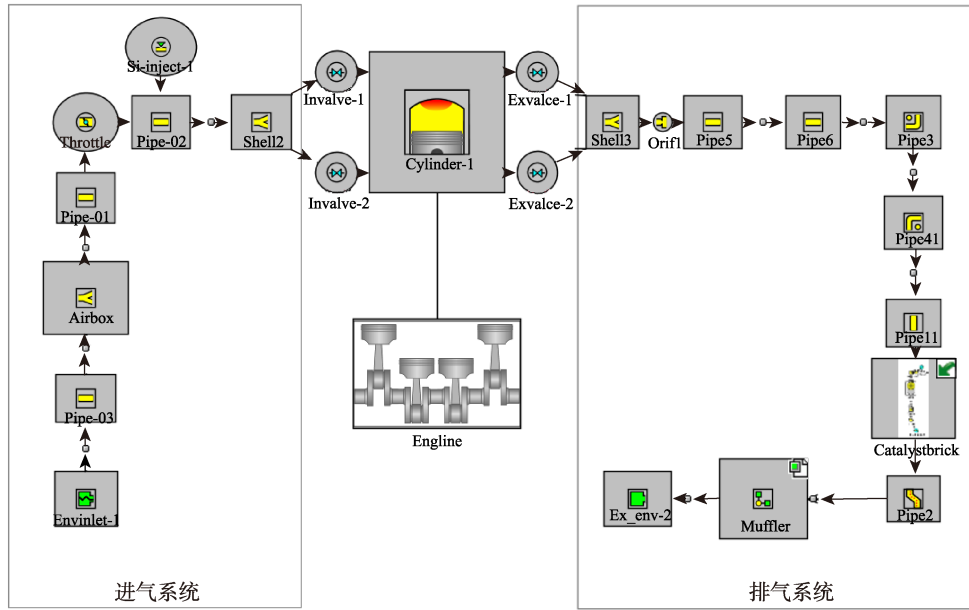 Si-inject-1
Throttle
Pipe-02
Shell2
Pipe-01
Airbox
Pipe-03
Envinlet-1
进气系统
Invalve-1
Invalve-2
Cylinder-1
Engline
Exvalce-1
Exvalce-2
Shell3
Orif1
Pipe5
Pipe6
Pipe3
Pipe41
Pipe11
Catalystbrick
Pipe2
Muffler
Ex_env-2
排气系统